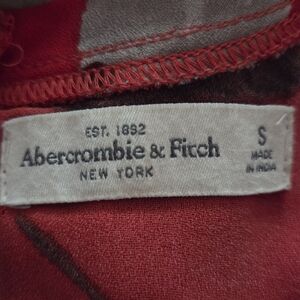 EST. 1892
Abercrombie & Fitch
NEW YORK
S
MADE
IN INDIA